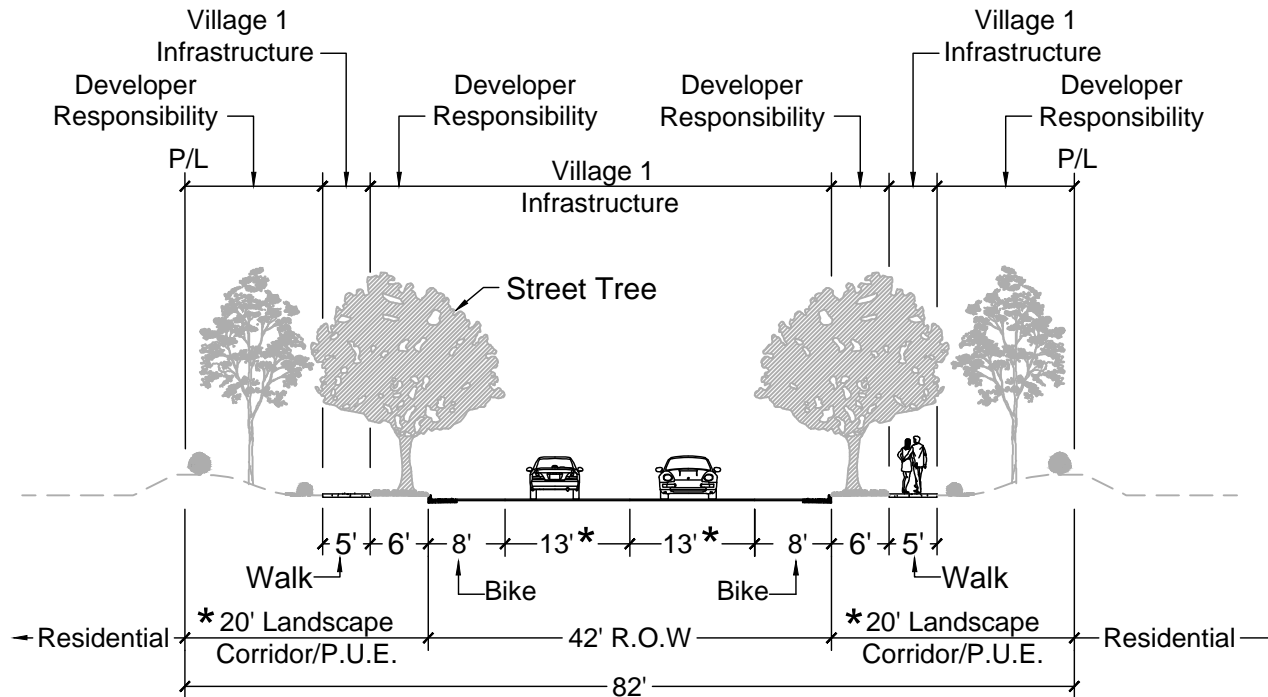 Village 1
Infrastructure
Village 1
Infrastructure
Developer
Responsibility
Developer
Responsibility
Developer
Responsibility
Developer
Responsibility
P/L
P/L
Village 1
Infrastructure
Street Tree
5' 6' 8' 13'* 13'* 8' 6' 5'
Walk
Bike
Bike
Walk
Residential
* 20' Landscape
Corridor/P.U.E.
42' R.O.W
* 20' Landscape
Corridor/P.U.E.
Residential
82'